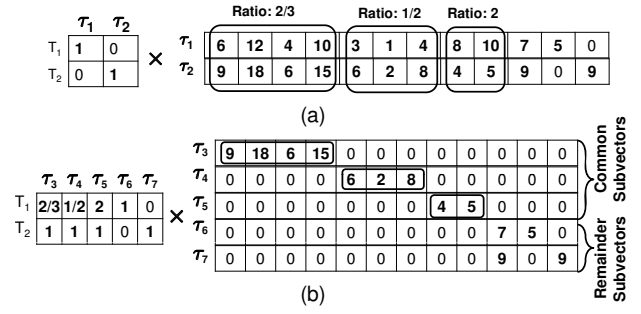 Ratio: 2/3 Ratio: 1/2 Ratio: 2
τ1 τ2
T1 1 0
T2 0 1
×
τ1 6 12 4 10 3 1 4 8 10 7 5 0
τ2 9 18 6 15 6 2 8 4 5 9 0 9
(a)
τ3 τ4 τ5 τ6 τ7
T1 2/3 1/2 2 1 0
T2 1 1 1 0 1
×
τ3 9 18 6 15 0 0 0 0 0 0 0 0
τ4 0 0 0 0 6 2 8 0 0 0 0 0
τ5 0 0 0 0 0 0 0 4 5 0 0 0
τ6 0 0 0 0 0 0 0 0 0 7 5 0
τ7 0 0 0 0 0 0 0 0 0 9 0 9
Common
Subvectors
Remainder
Subvectors
(b)